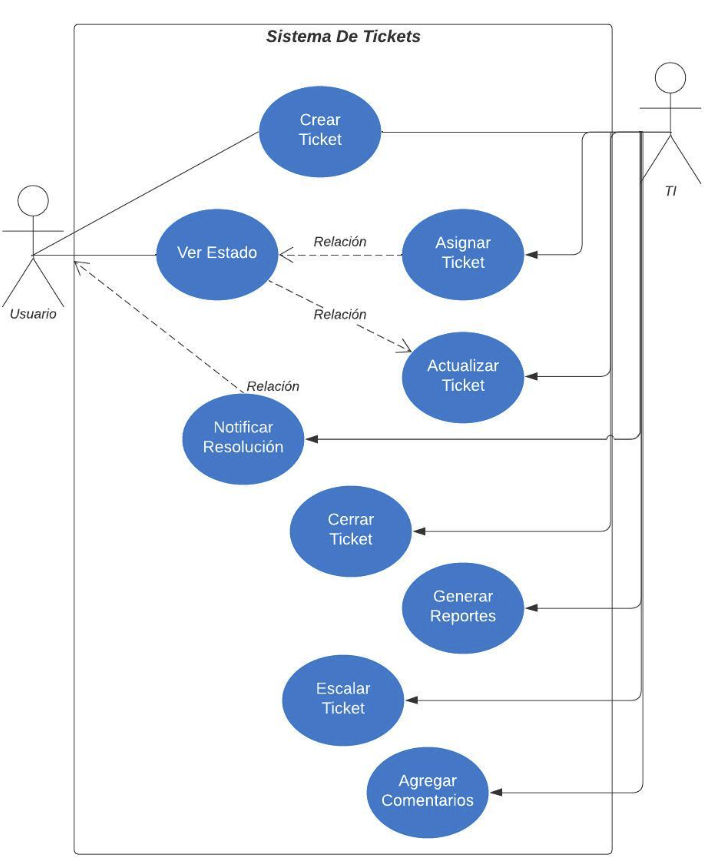 Sistema De Tickets
Crear
Ticket
TI
Ver Estado
Relación
Asignar
Ticket
Usuario
Relación
Actualizar
Ticket
Relación
Notificar
Resolución
Cerrar
Ticket
Generar
Reportes
Escalar
Ticket
Agregar
Comentarios